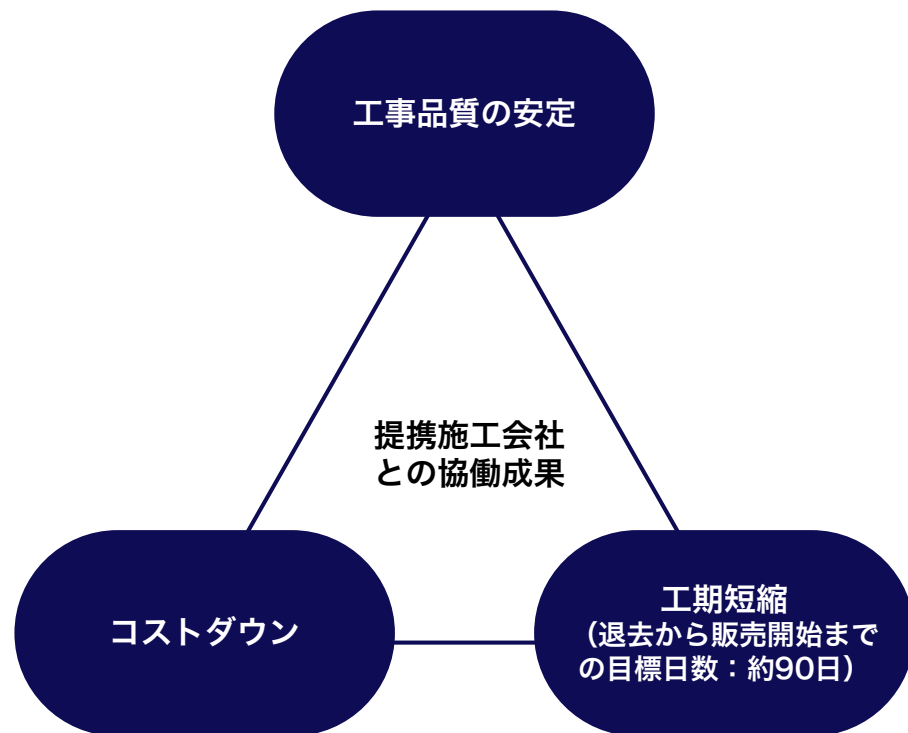 工事品質の安定
提携施工会社
との協働成果
コストダウン
工期短縮
（退去から販売開始まで
の目標日数：約90日）